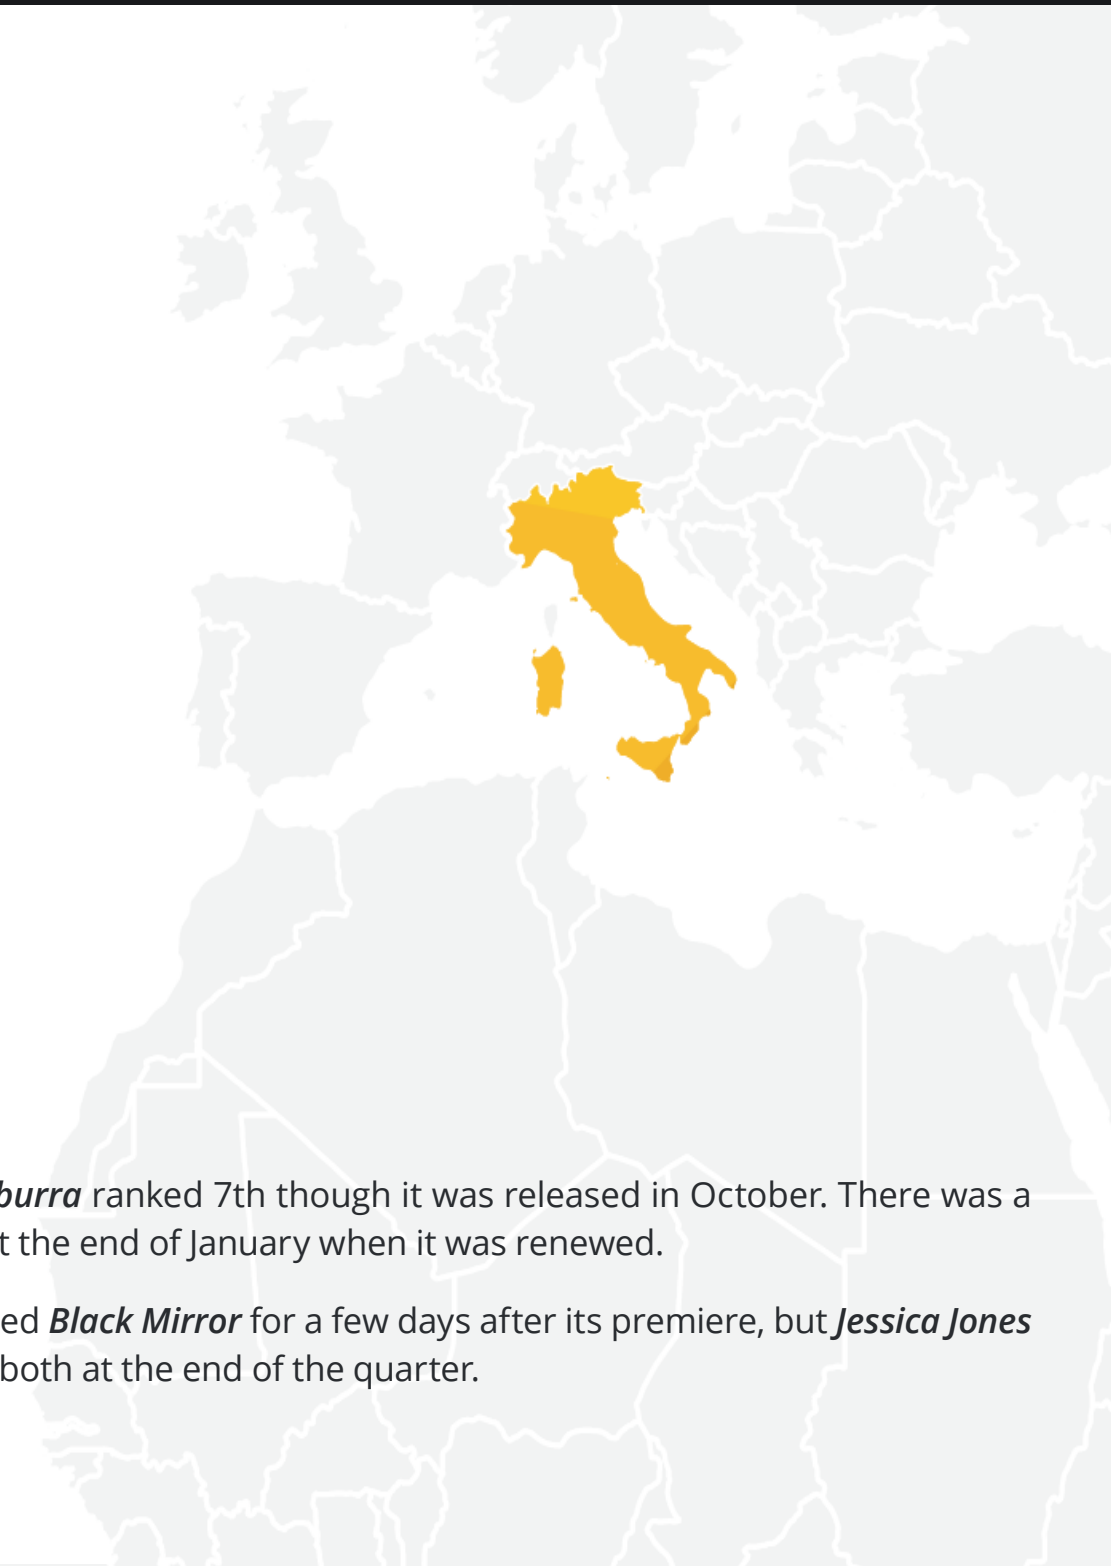 burra ranked 7th though it was released in October. There was a
t the end of January when it was renewed.
ed Black Mirror for a few days after its premiere, but Jessica Jones
both at the end of the quarter.